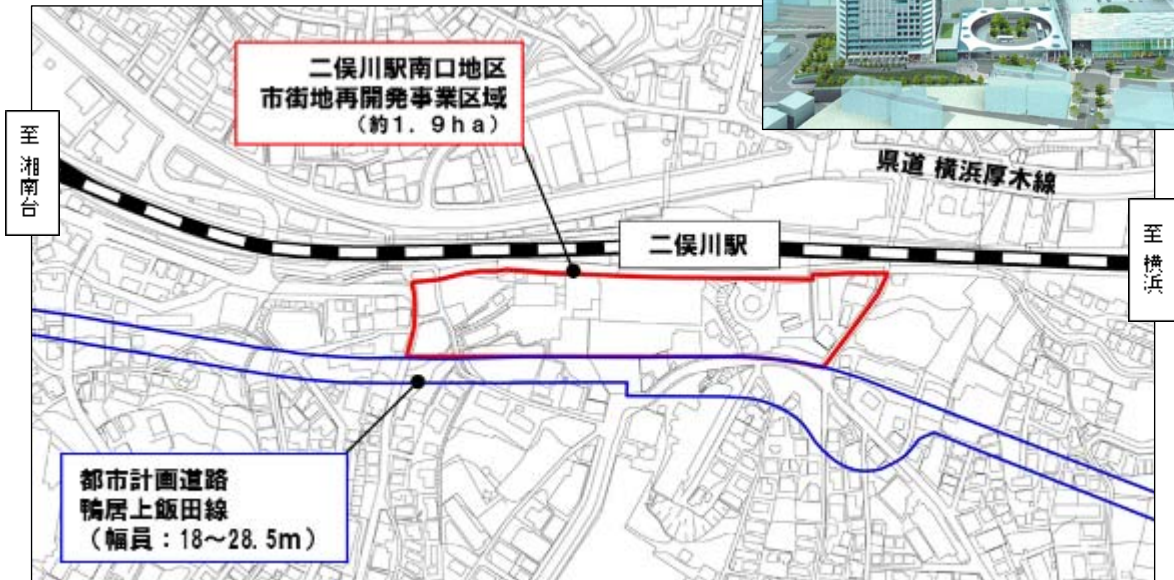 二俣川駅南口地区
市街地再開発事業区域
（約１．９ｈａ）
県道 横浜厚木線
至 湘南台
二俣川駅
至 横浜
都市計画道路
鴨居上飯田線
（幅員：18～28.5m）